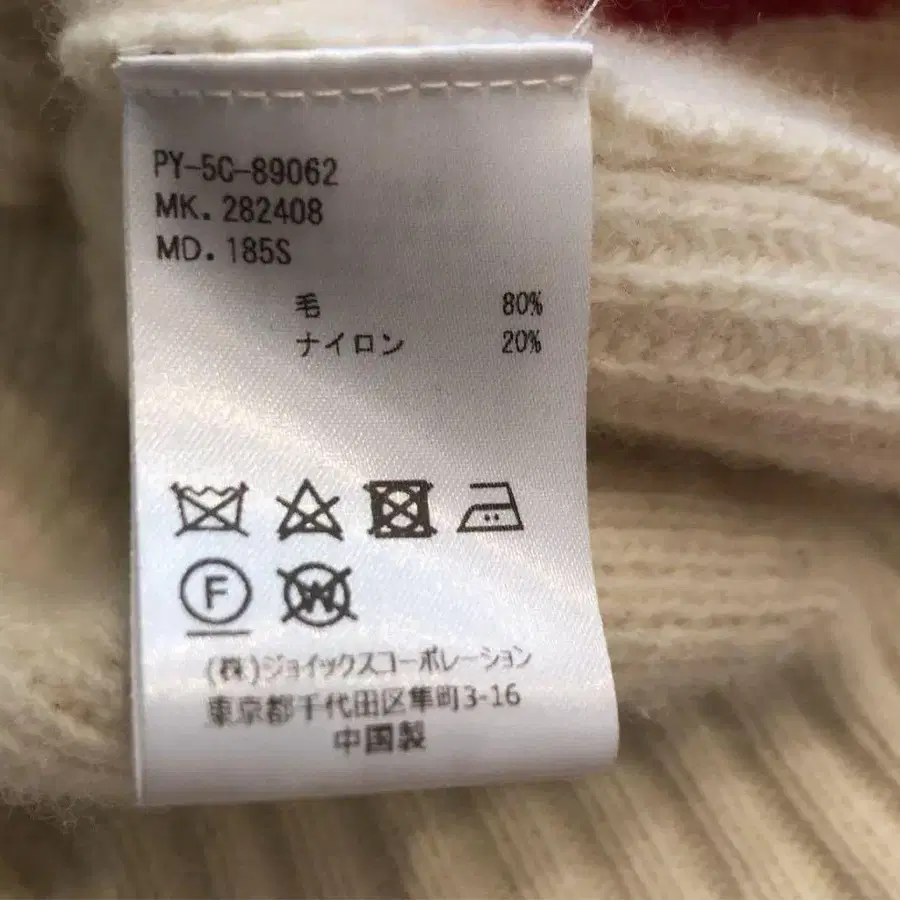 PY-5C-89062
MK. 282408
MD. 185S
毛 80%
ナイロン 20%
F
W
(株)ジョイックスコーポレーション
東京都千代田区隼町3-16
中国製